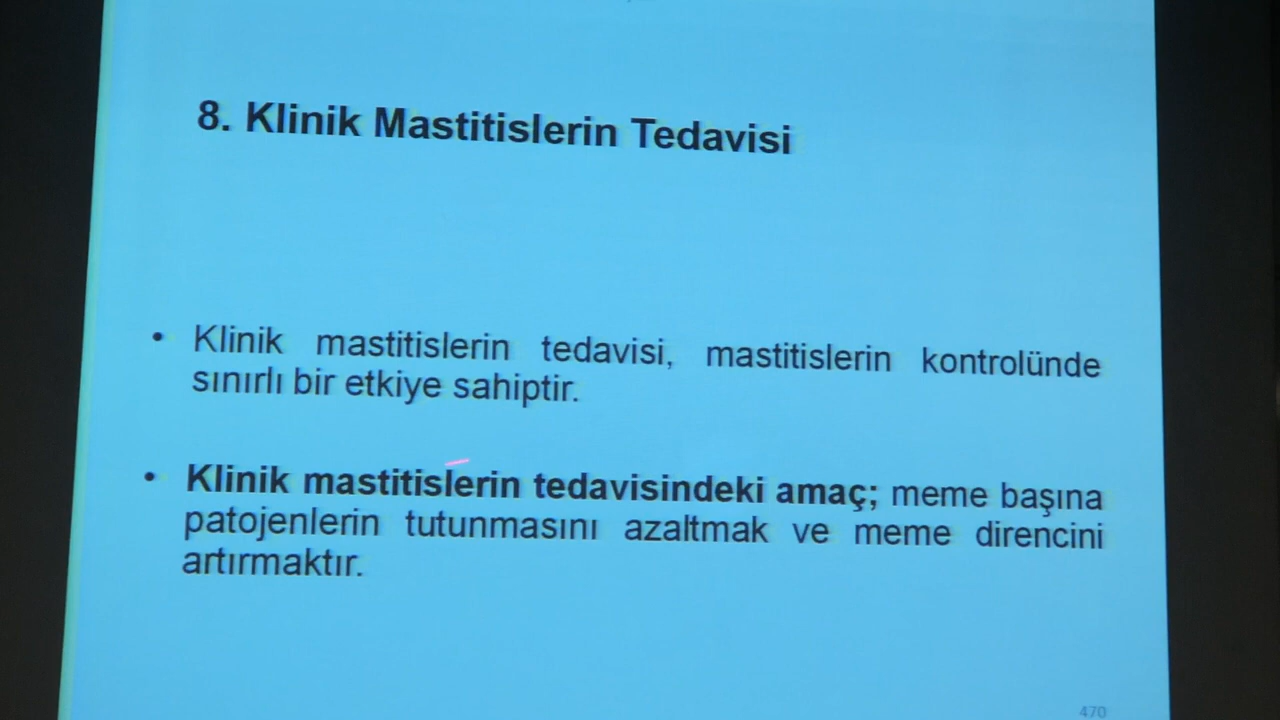 8. Klinik Mastitislerin Tedavisi
• Klinik mastitislerin tedavisi, mastitislerin kontrolünde
sınırlı bir etkiye sahiptir.
• Klinik mastitislerin tedavisindeki amaç; meme başına
patojenlerin tutunmasını azaltmak ve meme direncini
artırmaktır.
470